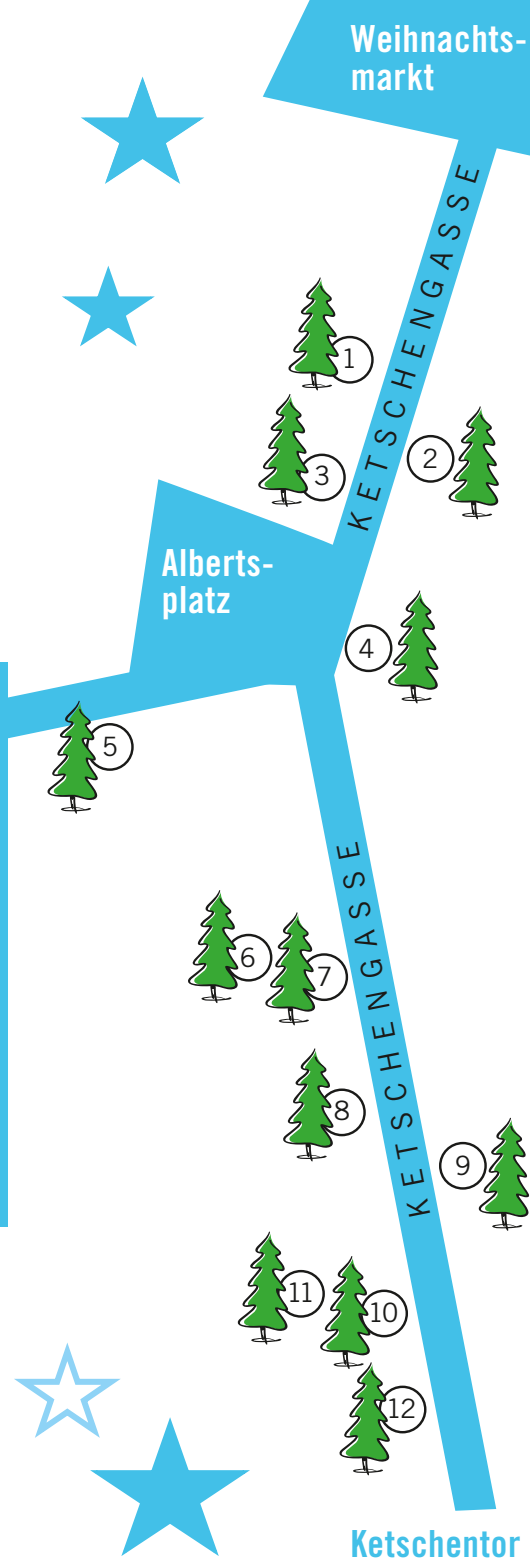 Weihnachts-
markt
KETSCHENGASSE
1
2
3
Alberts-
platz
4
5
KETSCHENGASSE
6
7
8
9
11
10
12
Ketschentor